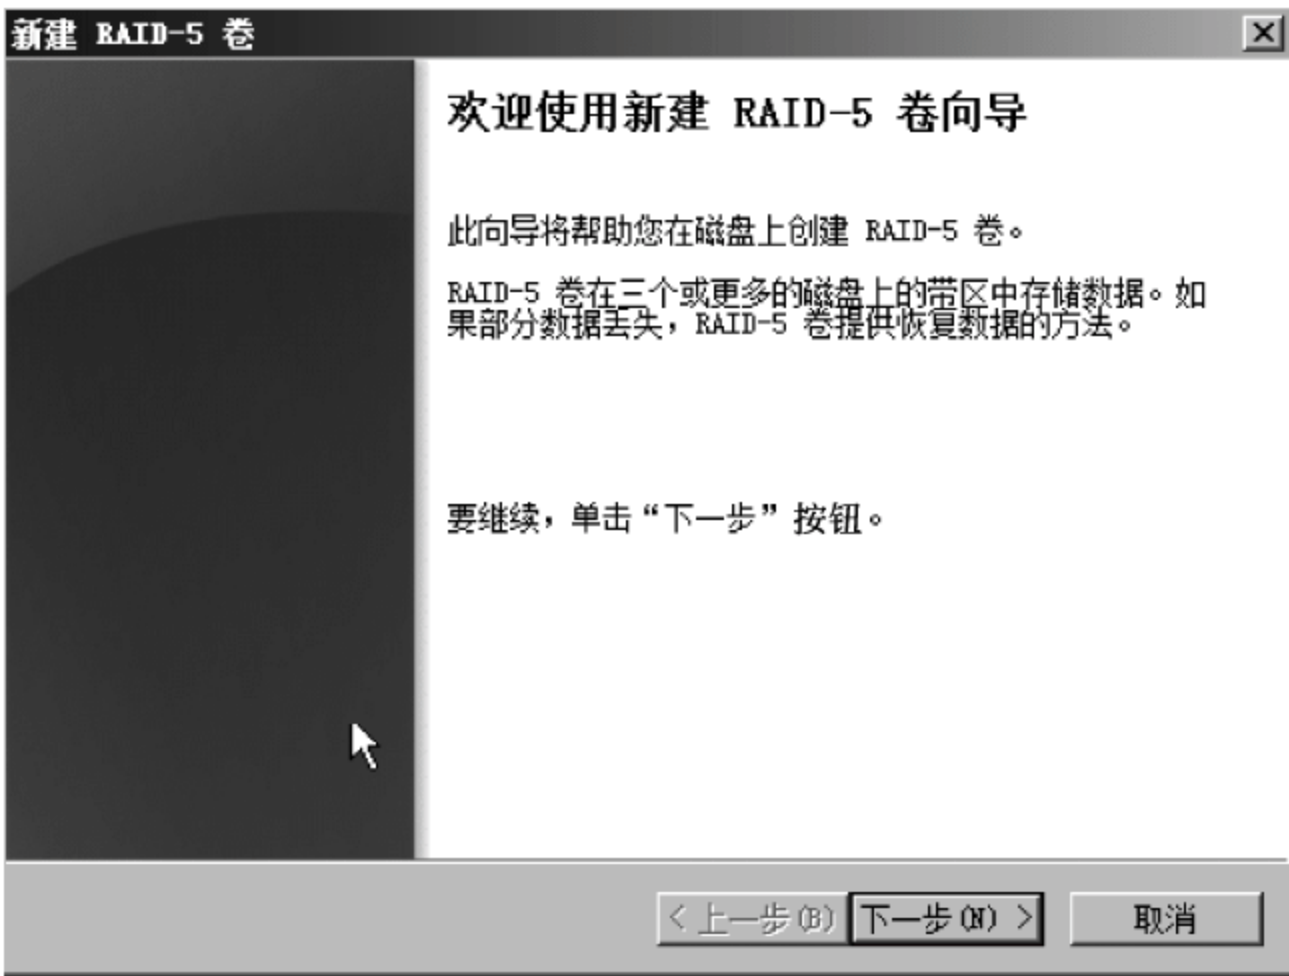 新建 RAID-5 卷
欢迎使用新建 RAID-5 卷向导
此向导将帮助您在磁盘上创建 RAID-5 卷。
RAID-5 卷在三个或更多的磁盘上的带区中存储数据。如
果部分数据丢失，RAID-5 卷提供恢复数据的方法。
要继续，单击“下一步”按钮。
< 上一步(B) 下一步(N) > 取消